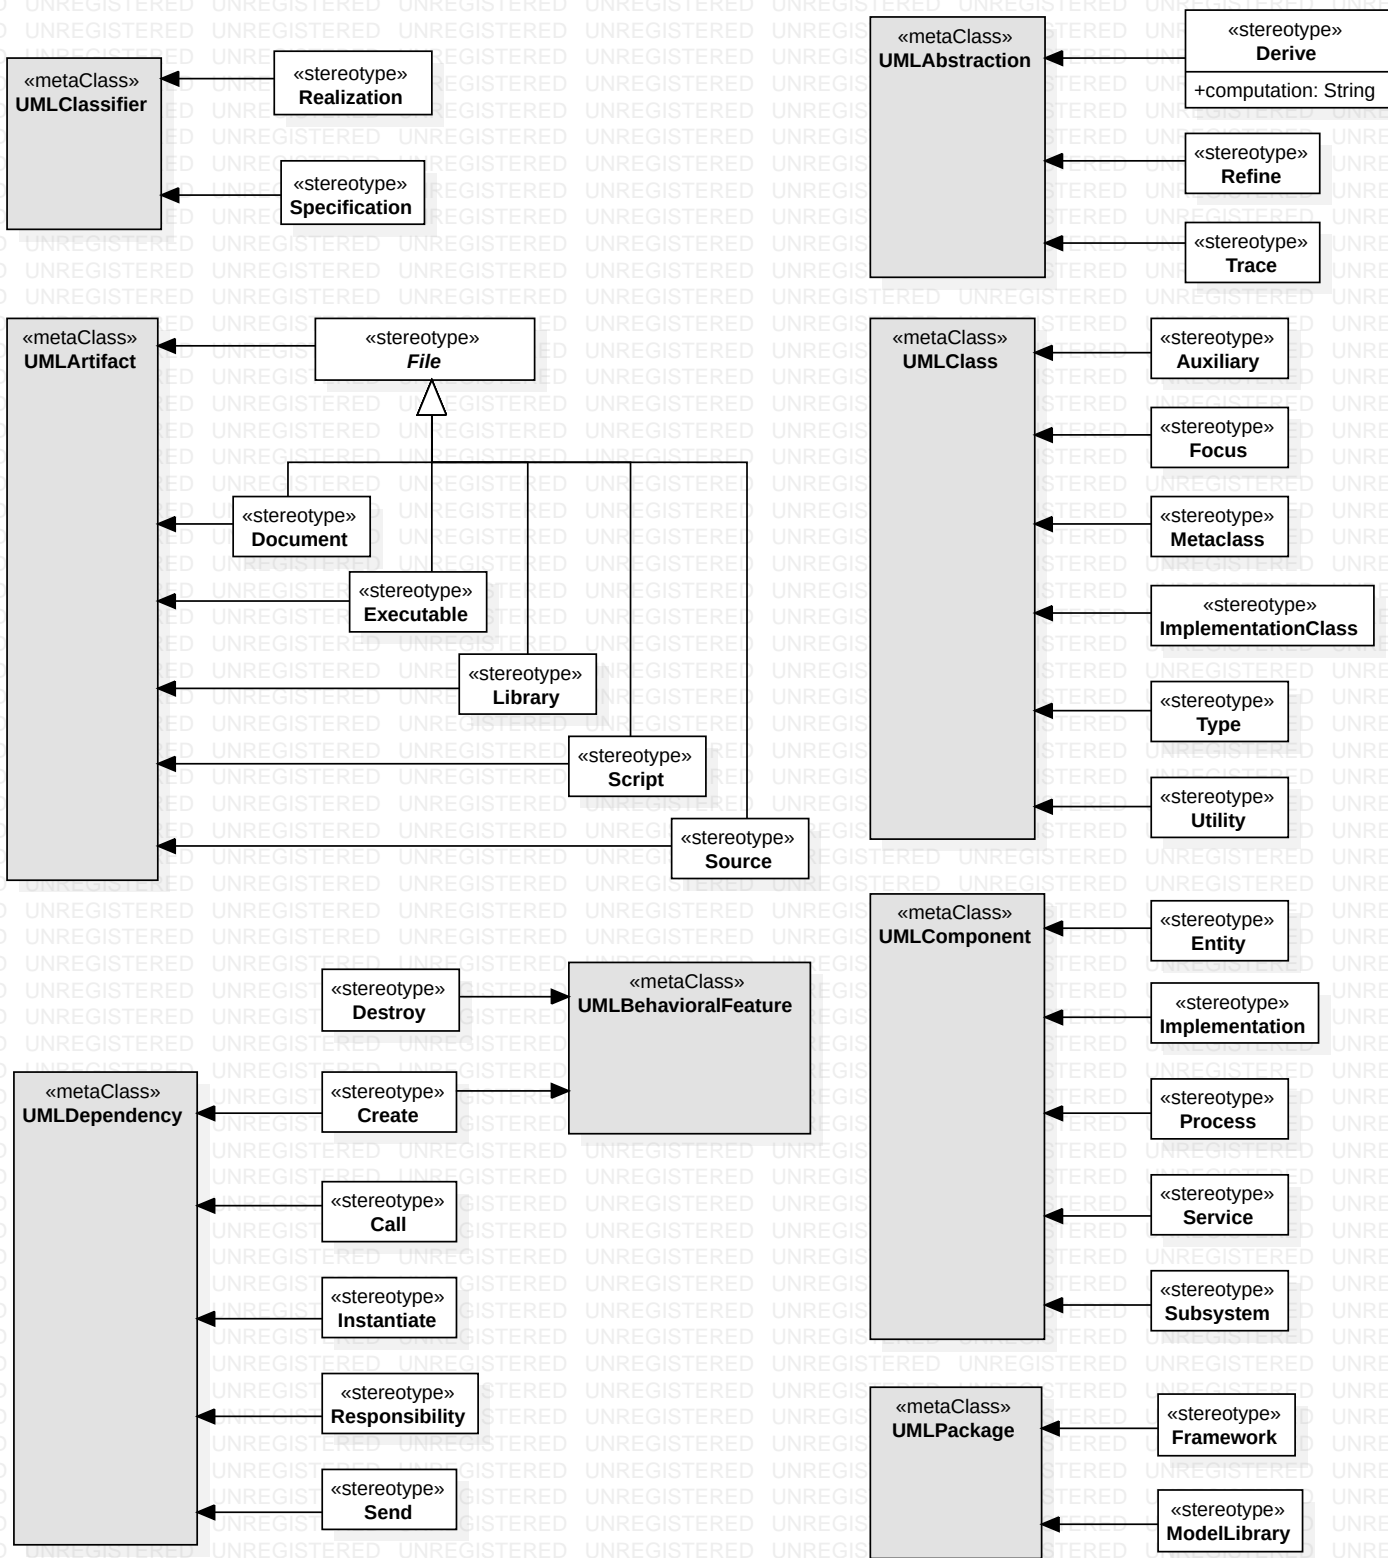 «metaClass»
UMLClassifier
«stereotype»
Realization
«stereotype»
Specification
«metaClass»
UMLAbstraction
«stereotype»
Derive
+computation: String
«stereotype»
Refine
«stereotype»
Trace
«metaClass»
UMLArtifact
«stereotype»
File
«stereotype»
Document
«stereotype»
Executable
«stereotype»
Library
«stereotype»
Script
«stereotype»
Source
«metaClass»
UMLClass
«stereotype»
Auxiliary
«stereotype»
Focus
«stereotype»
Metaclass
«stereotype»
ImplementationClass
«stereotype»
Type
«stereotype»
Utility
«stereotype»
Destroy
«metaClass»
UMLBehavioralFeature
«metaClass»
UMLDependency
«stereotype»
Create
«stereotype»
Call
«stereotype»
Instantiate
«stereotype»
Responsibility
«stereotype»
Send
«metaClass»
UMLComponent
«stereotype»
Entity
«stereotype»
Implementation
«stereotype»
Process
«stereotype»
Service
«stereotype»
Subsystem
«metaClass»
UMLPackage
«stereotype»
Framework
«stereotype»
ModelLibrary
UNREGISTERED